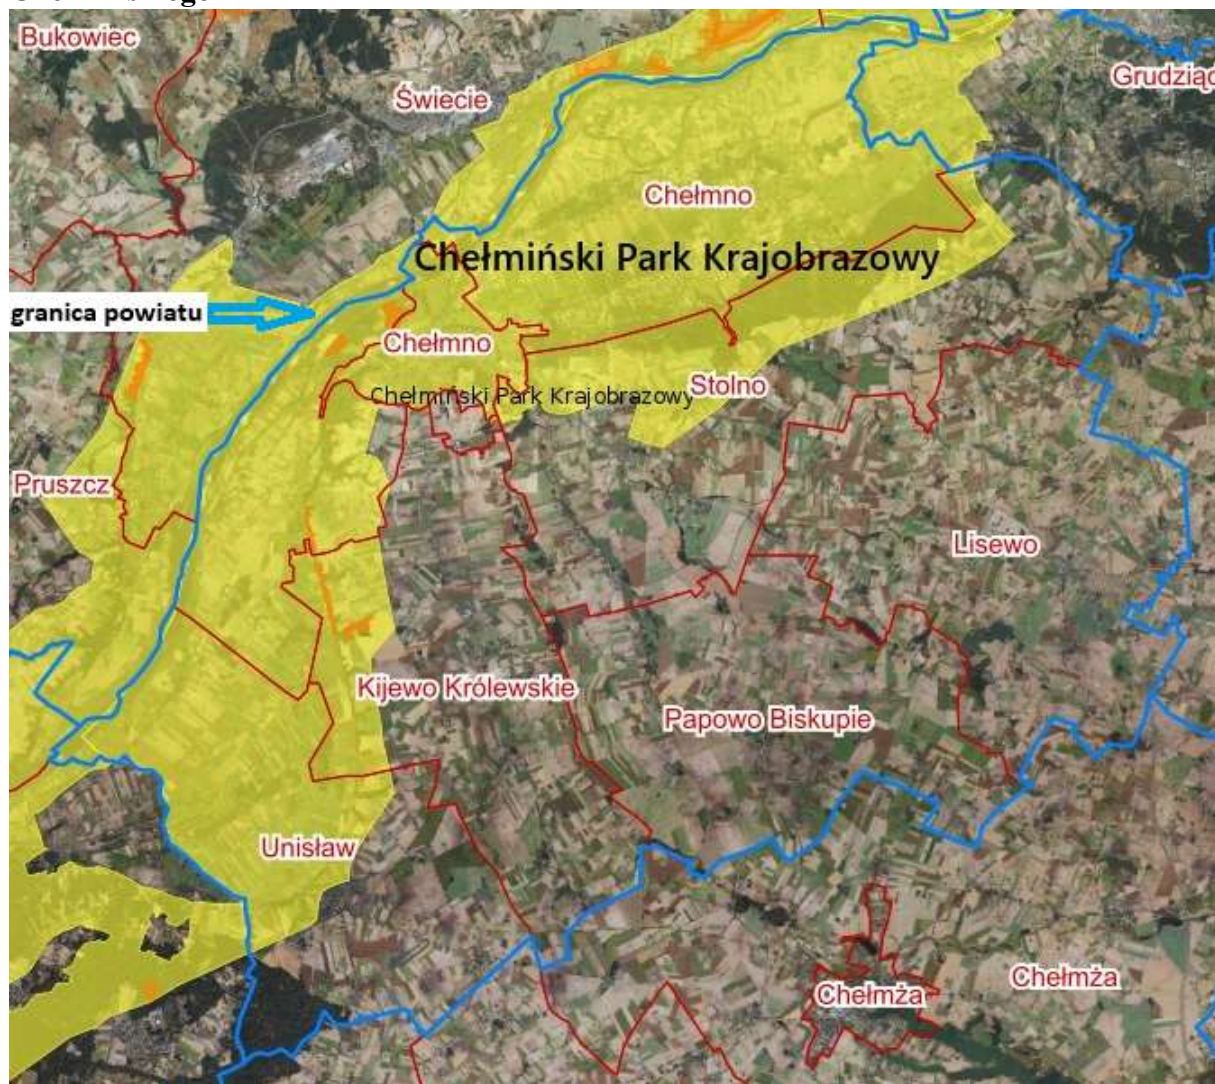 Bukowiec
Świecie
Chełmno
Chełmiński Park Krajobrazowy
granica powiatu
Chełmno
Chełmiński Park Krajobrazowy
Stolno
Pruszcz
Lisewo
Kijewo Królewskie
Papowo Biskupie
Unisław
Chełmża
Chełmża